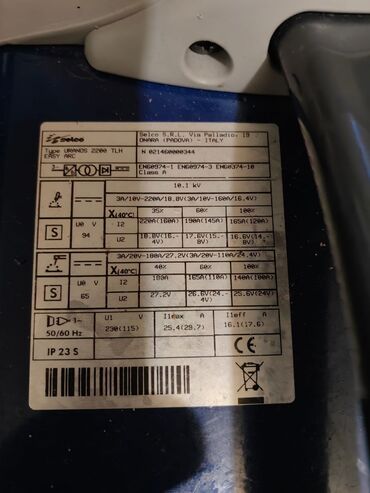 Selco
Selco S.R.L. Via Palladio, 19
ONARA (PADOVA) - ITALY
Type URANOS 2200 TLH
EASY ARC
N 021460000344
EN60974-1 EN60974-3 EN60974-10
Class A
10.1 kV
3A/10V-220A/18.8V(3A/10V-160A/16.4V)
X(40°C) 35% 60% 100%
S U0 V 94
I2 220A(160A) 190A(145A) 165A(120A)
U2 18.8V(16.-4V) 17.6V(15.-8V) 16.6V(14.-8V)
3A/20V-180A/27.2V(3A/20V-110A/24.4V)
X(40°C) 40% 60% 100%
S U0 V 65
I2 180A 165A(110A) 140A(100A)
U2 27.2V 26.6V(24.-4V) 25.6V(24V)
1~
50/60 Hz
U1 V
230(115)
I1max A
25,4(29,7)
I1eff A
16.1(17.6)
IP 23 S
CE